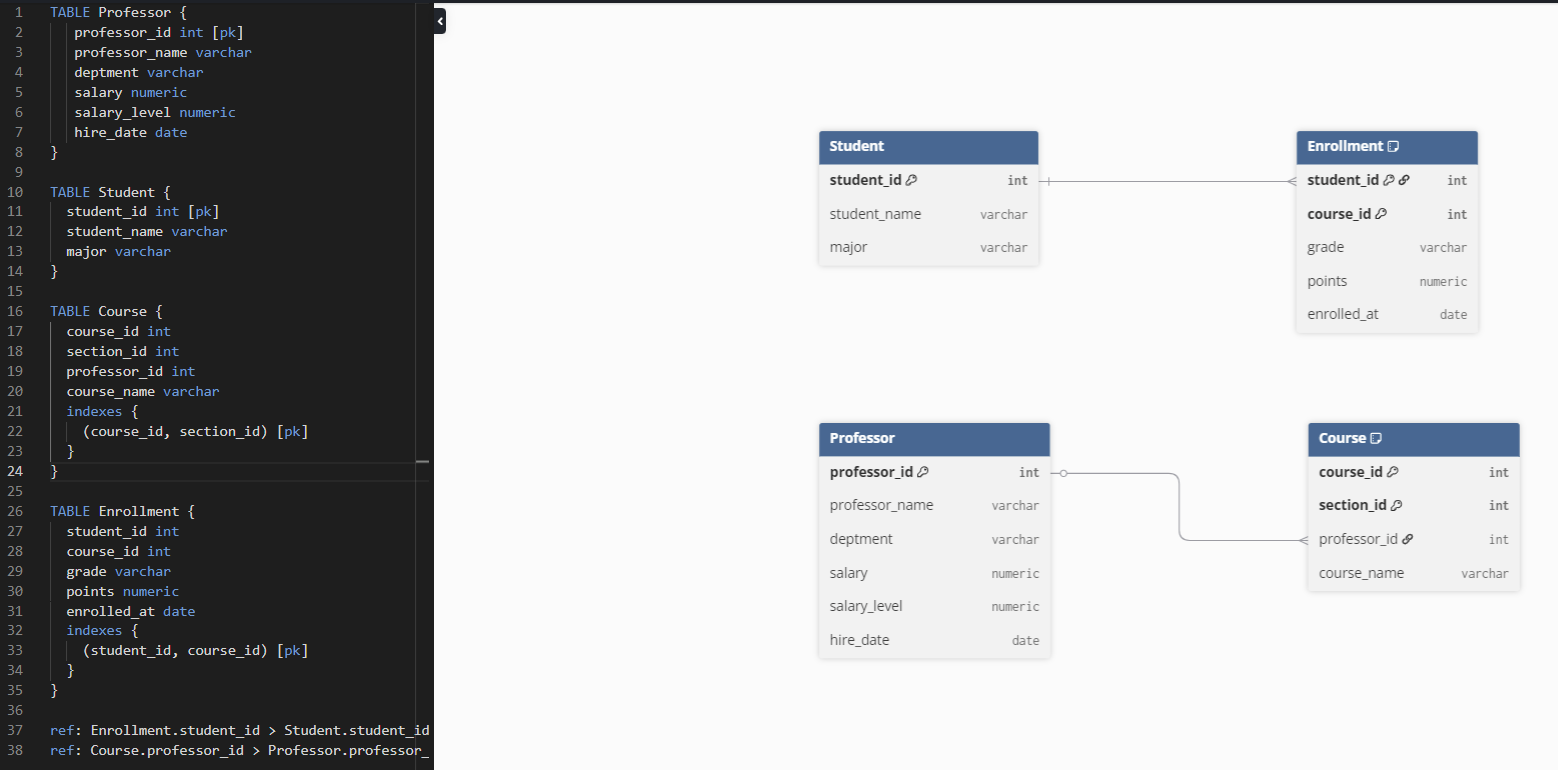 1 TABLE Professor {
2 professor_id int [pk]
3 professor_name varchar
4 deptment varchar
5 salary numeric
6 salary_level numeric
7 hire_date date
8 }
9
10 TABLE Student {
11 student_id int [pk]
12 student_name varchar
13 major varchar
14 }
15
16 TABLE Course {
17 course_id int
18 section_id int
19 professor_id int
20 course_name varchar
21 indexes {
22 (course_id, section_id) [pk]
23 }
24 }
25
26 TABLE Enrollment {
27 student_id int
28 course_id int
29 grade varchar
30 points numeric
31 enrolled_at date
32 indexes {
33 (student_id, course_id) [pk]
34 }
35 }
36
37 ref: Enrollment.student_id > Student.student_id
38 ref: Course.professor_id > Professor.professor_
Student
student_id int
student_name varchar
major varchar
Enrollment
student_id int
course_id int
grade varchar
points numeric
enrolled_at date
Professor
professor_id int
professor_name varchar
deptment varchar
salary numeric
salary_level numeric
hire_date date
Course
course_id int
section_id int
professor_id int
course_name varchar